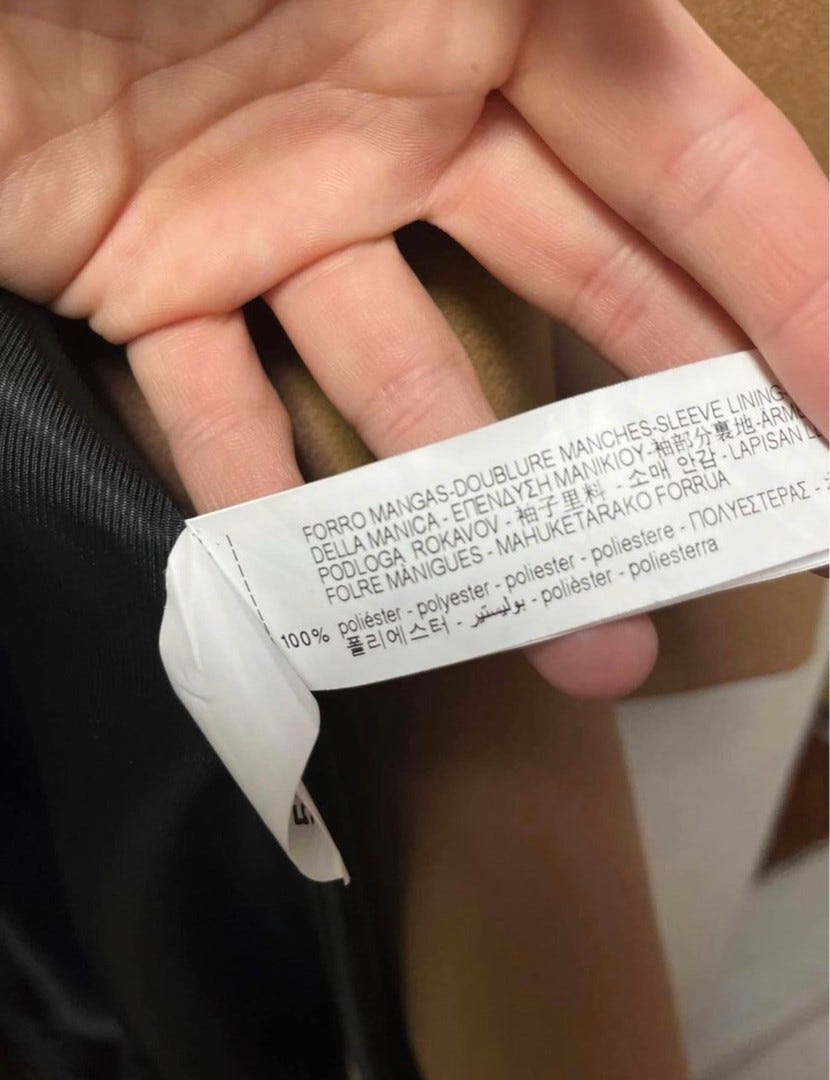 FORRO MANGAS-DOUBLURE MANCHES-SLEEVE LINING-
DELLA MANICA - ΕΠΕΝΔΥΣΗ ΜΑΝΙΚΙΟΥ-袖部分裏地-ARM
PODLOGA ROKAVOV - 袖子里料 - 소매 안감 - LAPISAN
FOLRE MÀNIGUES - MAHUKETARAKO FORRUA
100% poliéster - polyester - poliester - poliestere - ΠΟΛΥΕΣΤΕΡΑΣ -
폴리에스터 - بوليستير - polièster - poliesterra